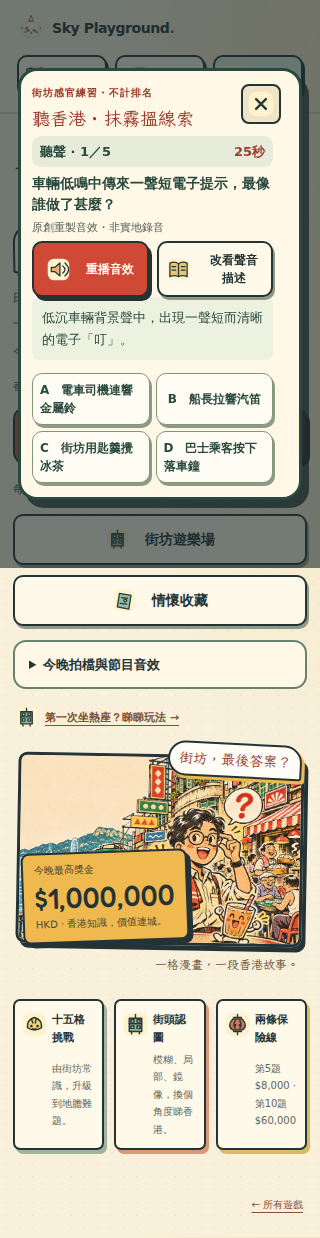 Sky Playground.
街坊感官練習・不計排名
聽香港・抹霧搵線索
聽聲・1／5
25秒
車輛低鳴中傳來一聲短電子提示，最像
誰做了甚麼？
原創重製音效・非實地錄音
重播音效
改看聲音
描述
低沉車輛背景聲中，出現一聲短而清晰
的電子「叮」。
A 電車司機連響
金屬鈴
B 船長拉響汽笛
C 街坊用匙羹攪
冰茶
D 巴士乘客按下
落車鐘
街坊遊樂場
情懷收藏
▶ 今晚拍檔與節目音效
第一次坐熱座？睇睇玩法 →
街坊，最後答案？
今晚最高獎金
$1,000,000
HKD · 香港知識，價值連城。
一格漫畫，一段香港故事。
十五格
挑戰
由街坊常
識，升級
到地膽難
題。
街頭認
圖
模糊、局
部、鏡
像，換個
角度睇香
港。
兩條保
險線
第5題
$8,000 ·
第10題
$60,000
← 所有遊戲